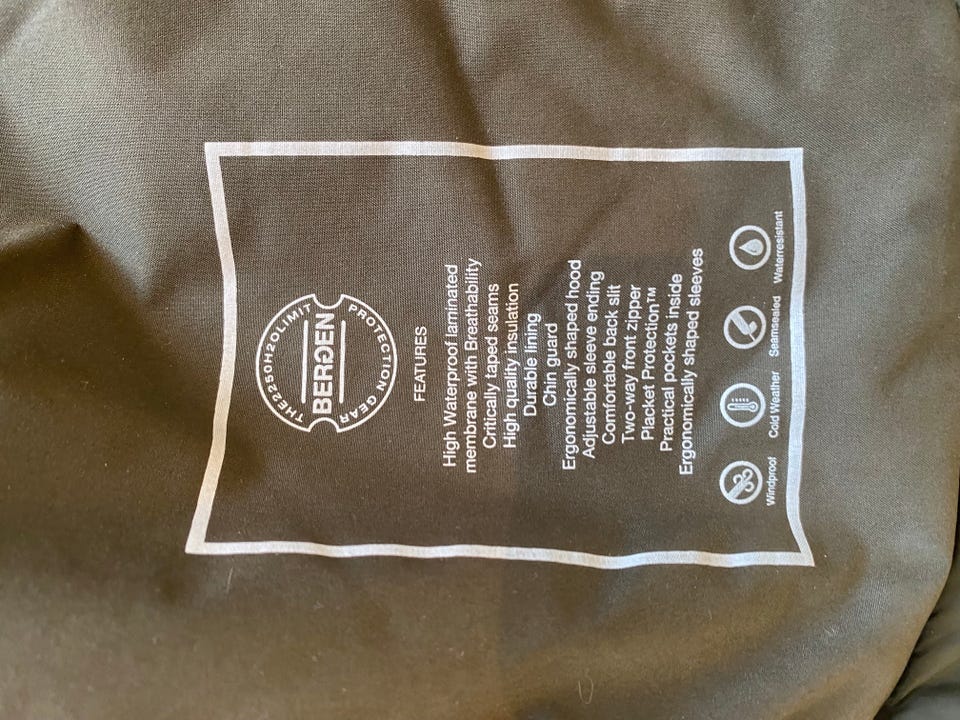 THE2250H2OLIMIT
BERGEN
PROTECTION GEAR
FEATURES
High Waterproof laminated
membrane with Breathability
Critically taped seams
High quality insulation
Durable lining
Chin guard
Ergonomically shaped hood
Adjustable sleeve ending
Comfortable back slit
Two-way front zipper
Placket Protection™
Practical pockets inside
Ergonomically shaped sleeves
Windproof Cold Weather Seamsealed Waterresistant